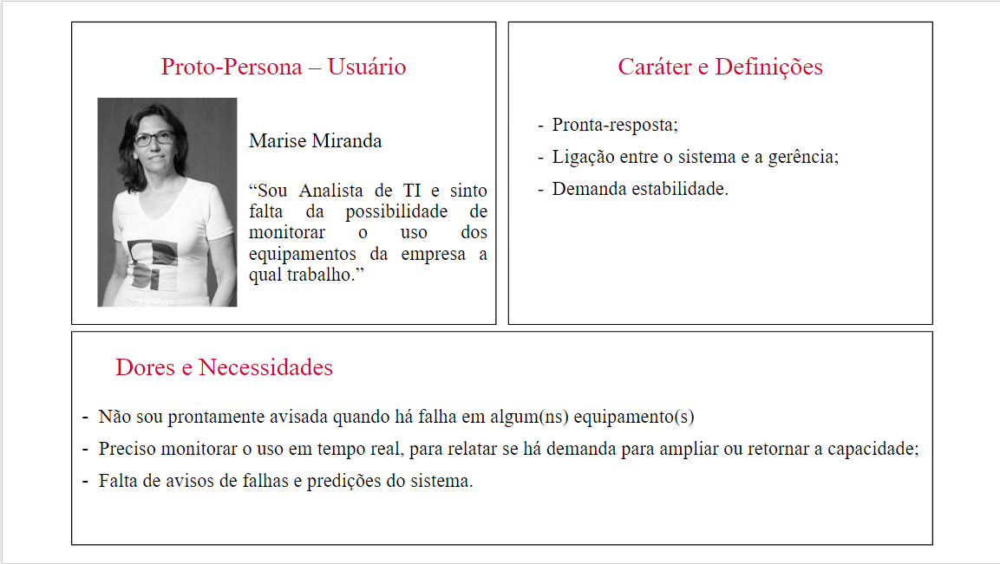 Proto-Persona – Usuário
Marise Miranda
“Sou Analista de TI e sinto
falta da possibilidade de
monitorar o uso dos
equipamentos da empresa a
qual trabalho.”
Caráter e Definições
- Pronta-resposta;
- Ligação entre o sistema e a gerência;
- Demanda estabilidade.
Dores e Necessidades
- Não sou prontamente avisada quando há falha em algum(ns) equipamento(s)
- Preciso monitorar o uso em tempo real, para relatar se há demanda para ampliar ou retornar a capacidade;
- Falta de avisos de falhas e predições do sistema.